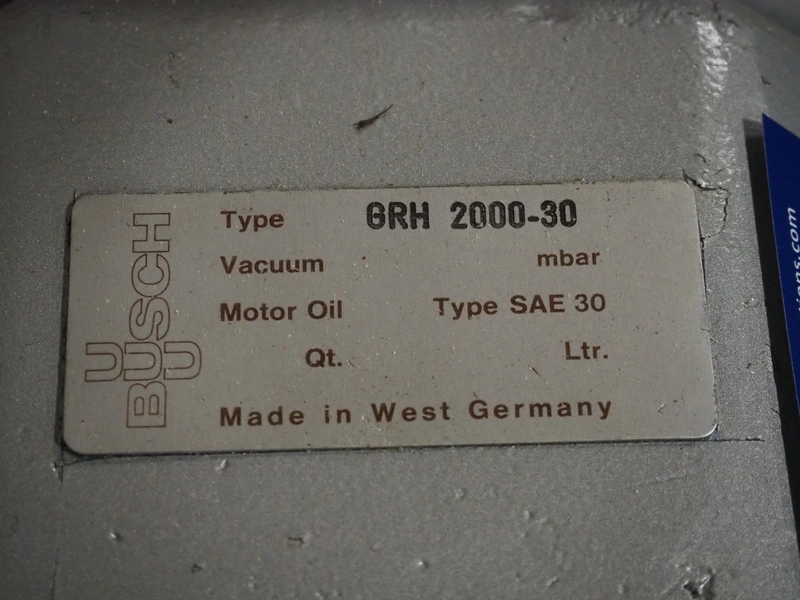 BUSCH
Type GRH 2000-30
Vacuum mbar
Motor Oil Type SAE 30
Qt. Ltr.
Made in West Germany